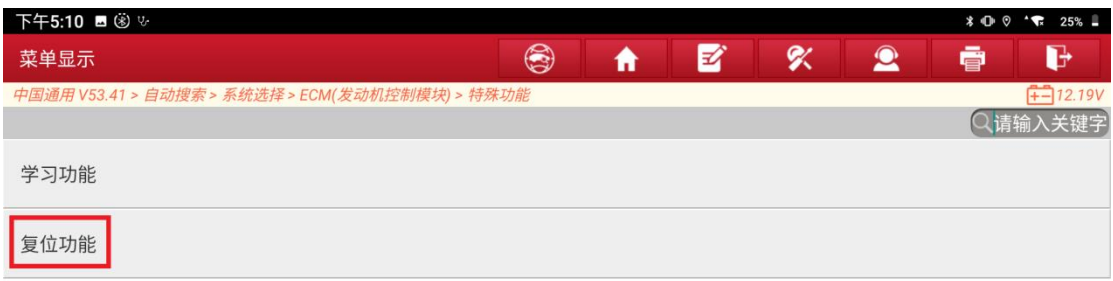 下午5:10 25%
菜单显示
中国通用 V53.41 > 自动搜索 > 系统选择 > ECM(发动机控制模块) > 特殊功能 12.19V
请输入关键字
学习功能
复位功能